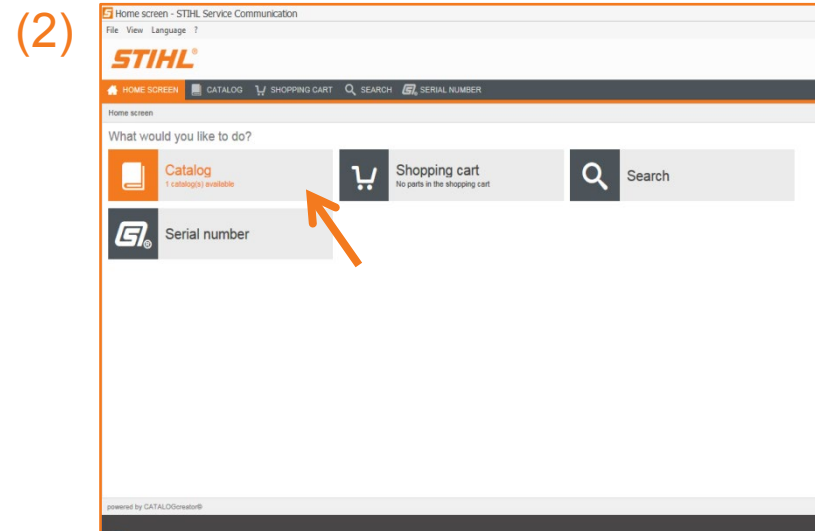 (2)
Home screen - STIHL Service Communication
File View Language ?
STIHL®
HOME SCREEN CATALOG SHOPPING CART SEARCH SERIAL NUMBER
Home screen
What would you like to do?
Catalog
1 catalog(s) available
Shopping cart
No parts in the shopping cart
Search
Serial number
powered by CATALOGcreator®